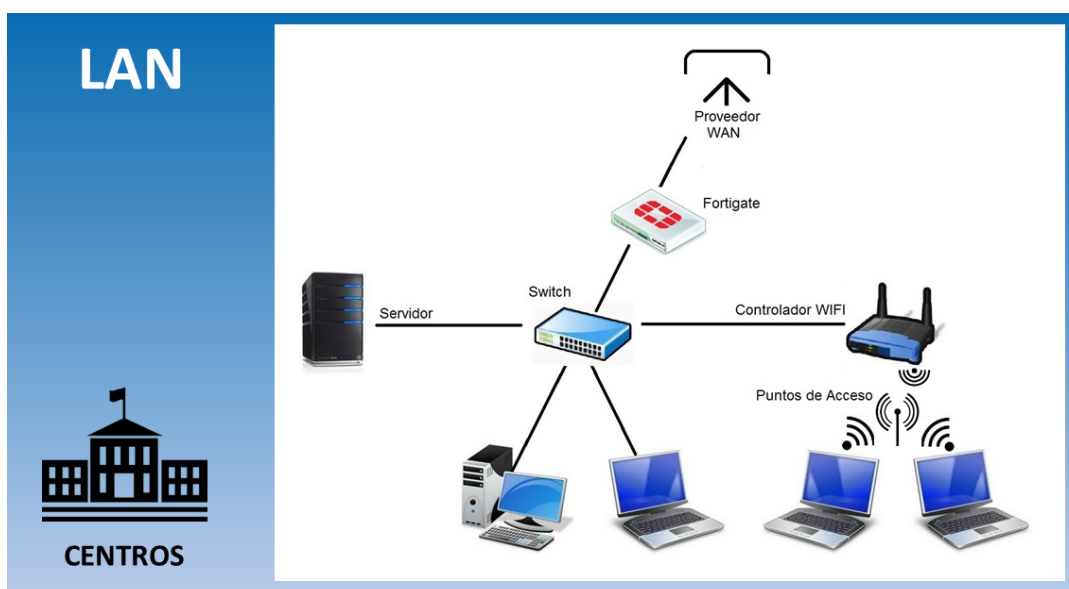 LAN
Proveedor
WAN
Fortigate
Switch
Servidor
Controlador WIFI
Puntos de Acceso
CENTROS